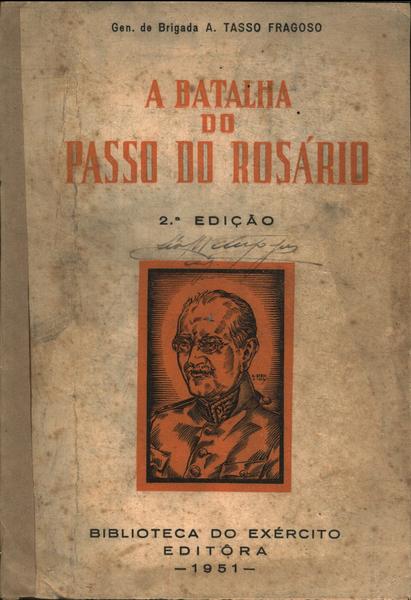 Gen. de Brigada A. TASSO FRAGOSO
A BATALHA
DO
PASSO DO ROSÁRIO
2.ª EDIÇÃO
BIBLIOTECA DO EXÉRCITO
EDITÔRA
—1951—